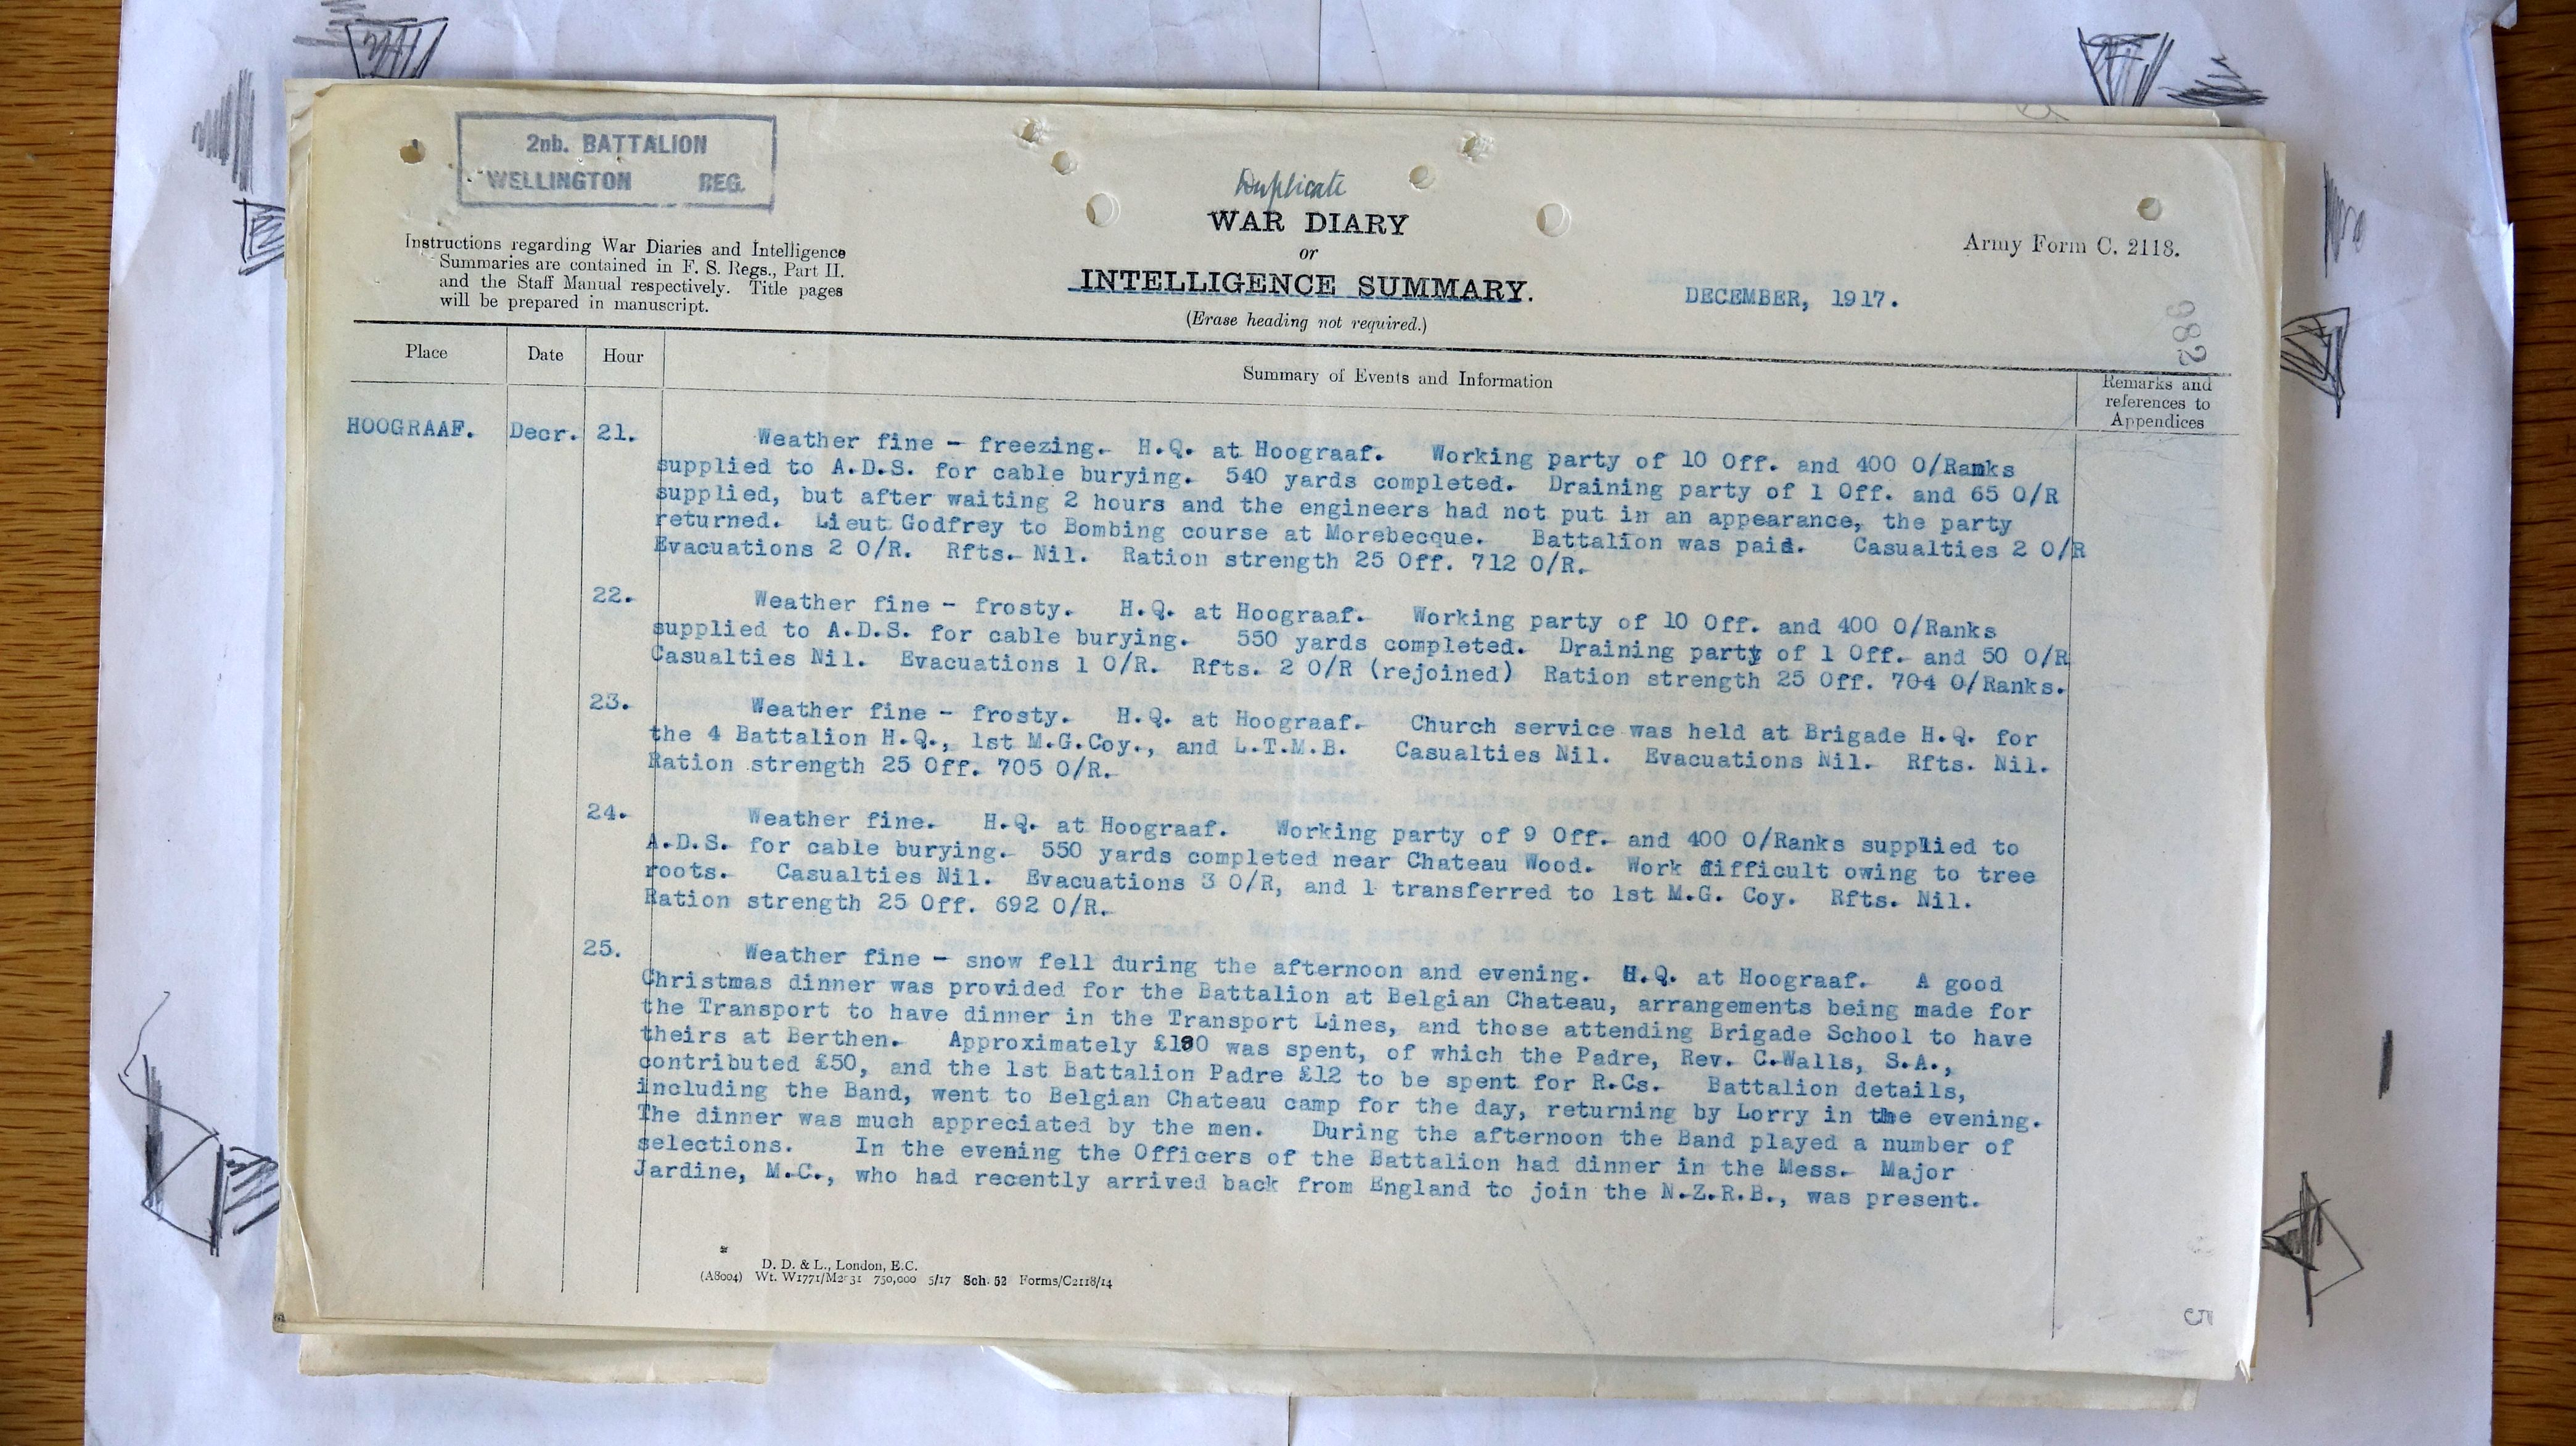 2nb. BATTALION
WELLINGTON REG.
Duplicate
WAR DIARY
or
INTELLIGENCE SUMMARY.
(Erase heading not required.)
Instructions regarding War Diaries and Intelligence
Summaries are contained in F. S. Regs., Part II.
and the Staff Manual respectively. Title pages
will be prepared in manuscript.
Army Form C. 2118.
DECEMBER, 1917.
982
Place Date Hour Summary of Events and Information Remarks and
references to
Appendices
HOOGRAAF. Decr. 21. Weather fine - freezing. H.Q. at Hoograaf. Working party of 10 Off. and 400 O/Ranks
supplied to A.D.S. for cable burying. 540 yards completed. Draining party of 1 Off. and 65 O/R
supplied, but after waiting 2 hours and the engineers had not put in an appearance, the party
returned. Lieut Godfrey to Bombing course at Morebecque. Battalion was paid. Casualties 2 O/R
Evacuations 2 O/R. Rfts. Nil. Ration strength 25 Off. 712 O/R.
22. Weather fine - frosty. H.Q. at Hoograaf. Working party of 10 Off. and 400 O/Ranks
supplied to A.D.S. for cable burying. 550 yards completed. Draining party of 1 Off. and 50 O/R
Casualties Nil. Evacuations 1 O/R. Rfts. 2 O/R (rejoined) Ration strength 25 Off. 704 O/Ranks.
23. Weather fine - frosty. H.Q. at Hoograaf. Church service was held at Brigade H.Q. for
the 4 Battalion H.Q., 1st M.G.Coy., and L.T.M.B. Casualties Nil. Evacuations Nil. Rfts. Nil.
Ration strength 25 Off. 705 O/R.
24. Weather fine. H.Q. at Hoograaf. Working party of 9 Off. and 400 O/Ranks supplied to
A.D.S. for cable burying. 550 yards completed near Chateau Wood. Work difficult owing to tree
roots. Casualties Nil. Evacuations 3 O/R, and 1 transferred to 1st M.G. Coy. Rfts. Nil.
Ration strength 25 Off. 692 O/R.
25. Weather fine - snow fell during the afternoon and evening. H.Q. at Hoograaf. A good
Christmas dinner was provided for the Battalion at Belgian Chateau, arrangements being made for
the Transport to have dinner in the Transport Lines, and those attending Brigade School to have
theirs at Berthen. Approximately was spent, of which the Padre, Rev. C.Walls, S.A.,
contributed £50, and the 1st Battalion Padre £12 to be spent for R.Cs. Battalion details,
including the Band, went to Belgian Chateau camp for the day, returning by Lorry in the evening.
The dinner was much appreciated by the men. During the afternoon the Band played a number of
selections. In the evening the Officers of the Battalion had dinner in the Mess. Major
Jardine, M.C., who had recently arrived back from England to join the N.Z.R.B., was present.
D. D. & L., London, E.C.
(A8004) Wt. 750,000 5/17 Sch. 52 Forms/C2118/14
5